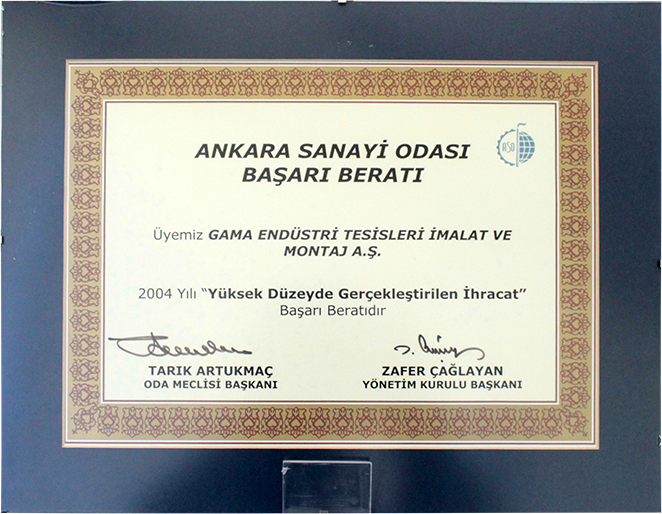 ANKARA SANAYİ ODASI
BAŞARI BERATI
ASO
Üyemiz GAMA ENDÜSTRİ TESİSLERİ İMALAT VE
MONTAJ A.Ş.
2004 Yılı “Yüksek Düzeyde Gerçekleştirilen İhracat”
Başarı Beratıdır
TARIK ARTUKMAÇ
ODA MECLİSİ BAŞKANI
ZAFER ÇAĞLAYAN
YÖNETİM KURULU BAŞKANI